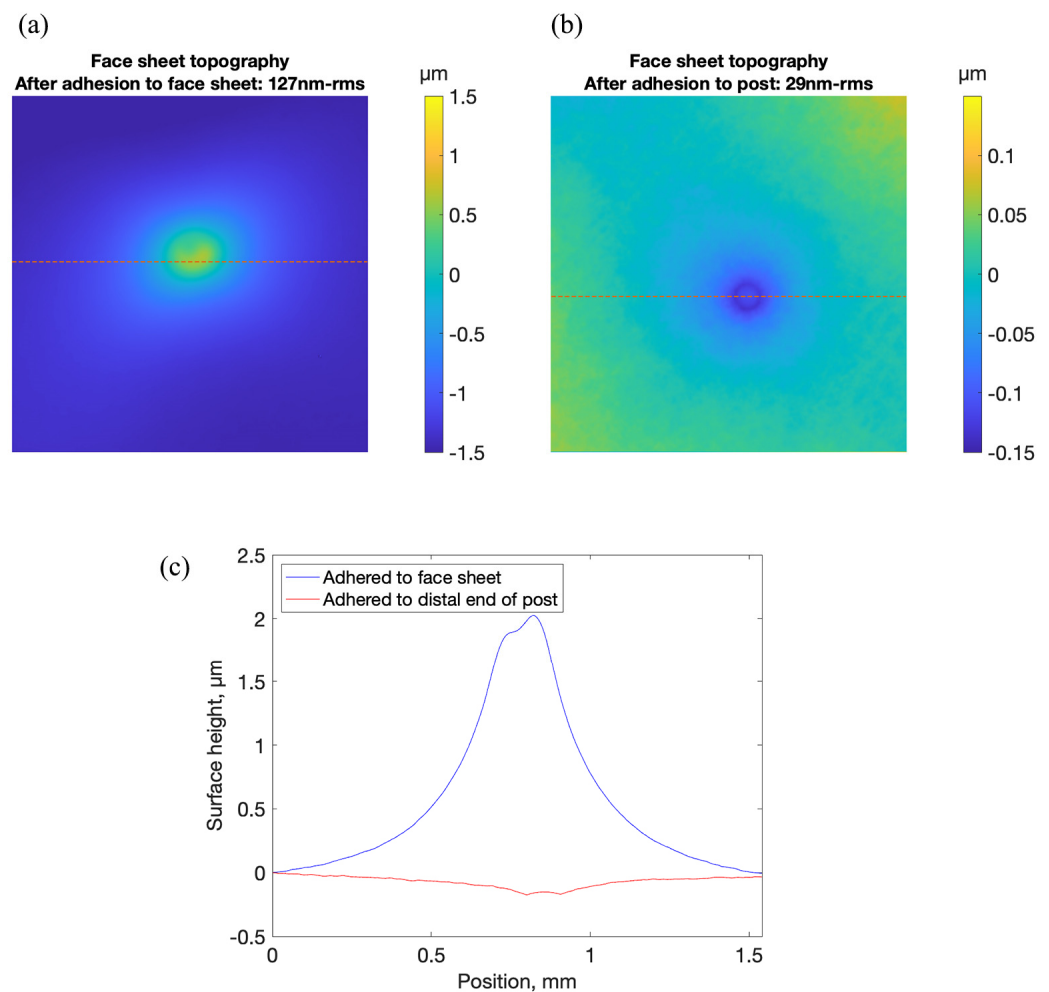 (a)
(b)
Face sheet topography
After adhesion to face sheet: 127nm-rms
µm
1.5
1
0.5
0
-0.5
-1
-1.5
Face sheet topography
After adhesion to post: 29nm-rms
µm
0.1
0.05
0
-0.05
-0.1
-0.15
(c)
2.5
2
1.5
1
0.5
0
-0.5
Surface height, µm
Adhered to face sheet
Adhered to distal end of post
0
0.5
1
1.5
Position, mm